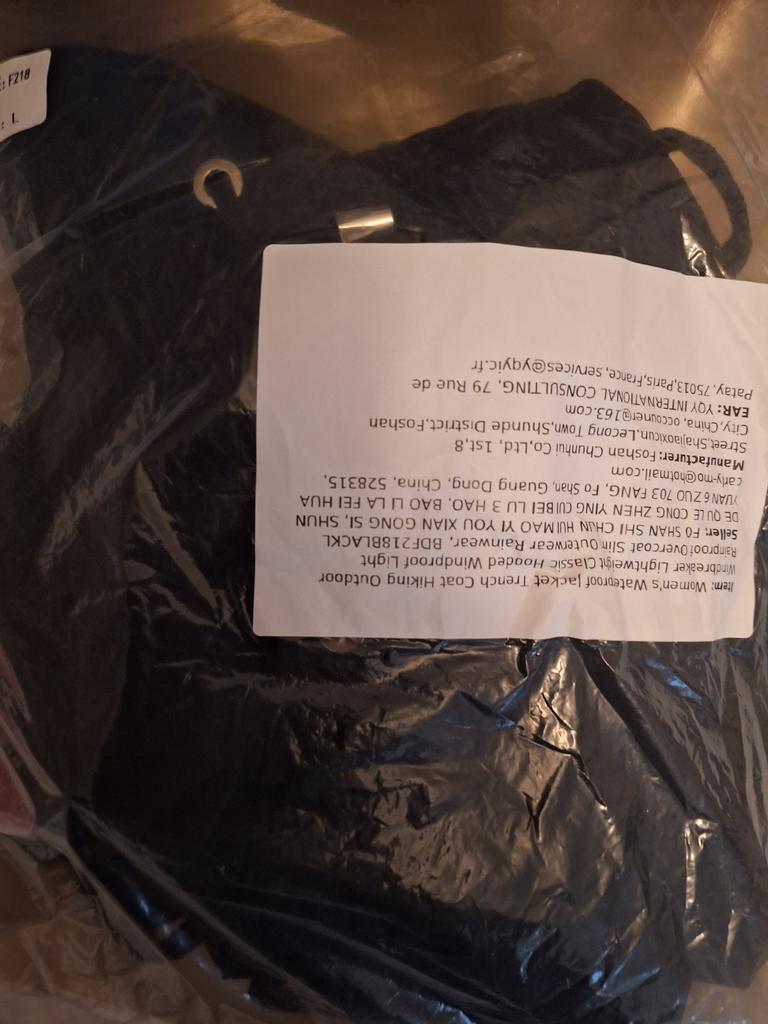 : F218
: L
Item: Women's Wateproof Jacket Trench Coat Hiking Outdoor
Windbreaker Lightweight Classic Hooded Windproof Light
Rainproof Overcoat Slim Outerwear Rainwear, BDF218BLACKL
Seller: FO SHAN SHI CHUN HUI MAO YI YOU XIAN GONG SI, SHUN
DE QU LE CONG ZHEN YING CUI BEI LU 3 HAO, BAO LI LA FEI HUA
YUAN 6 ZUO 703 FANG, Fo Shan, Guang Dong, China, 528315,
carly-mo@hotmail.com
Manufacturer: Foshan Chunhui Co,Ltd, 1st,8
Street,Shajiaoxicun.Lecong Town,Shunde District,Foshan
City, China, occouner@163.com
EAR: YQY INTERNATIONAL CONSULTING, 79 Rue de
Patay, 75013,Paris,France, services@yqyic.fr